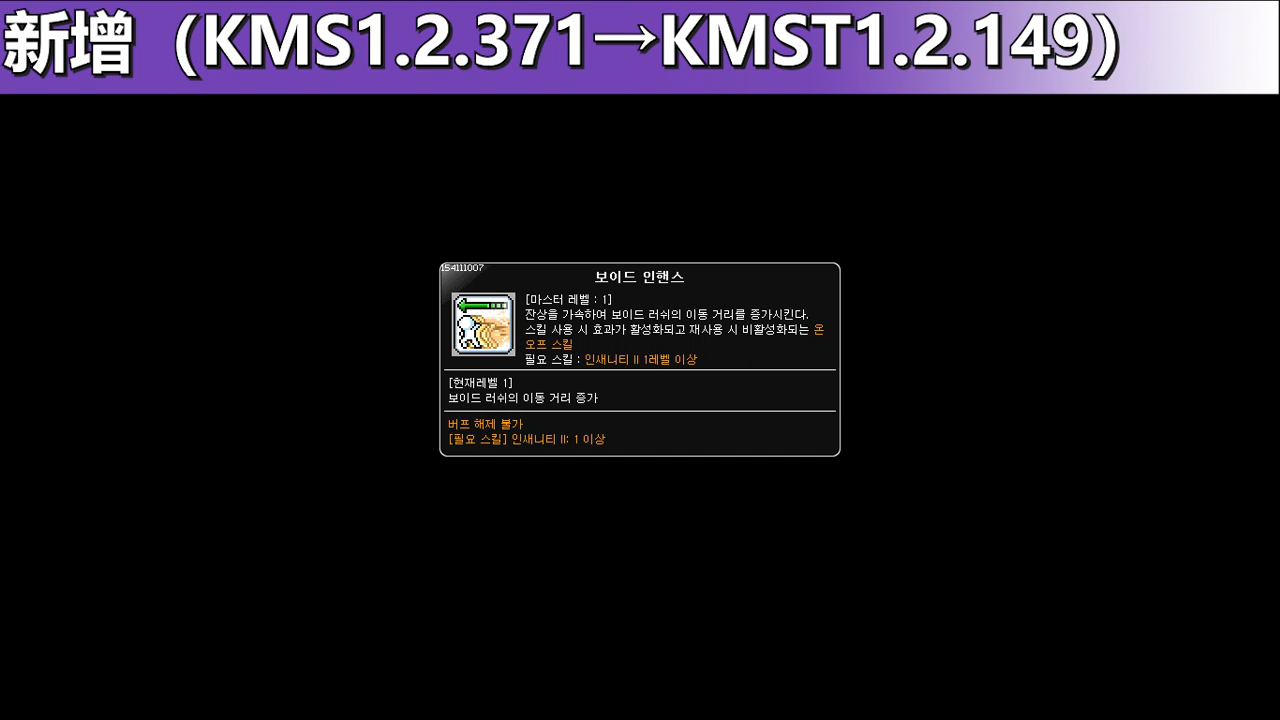 新增（KMS1.2.371→KMST1.2.149）
154111007
보이드 인핸스
[마스터 레벨 : 1]
잔상을 가속하여 보이드 러쉬의 이동 거리를 증가시킨다.
스킬 사용 시 효과가 활성화되고 재사용 시 비활성화되는 온
오프 스킬
필요 스킬 : 인새니티 II 1레벨 이상
[현재레벨 1]
보이드 러쉬의 이동 거리 증가
버프 해제 불가
[필요 스킬] 인새니티 II: 1 이상